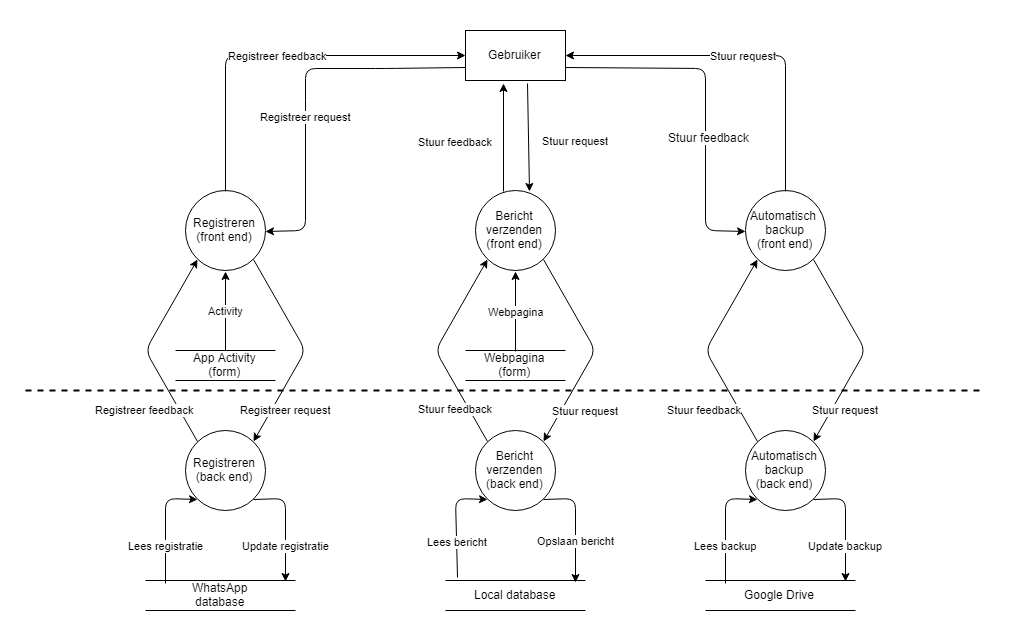 Gebruiker
Registreer feedback
Stuur request
Registreer request
Stuur feedback
Stuur request
Stuur feedback
Registreren
(front end)
Bericht
verzenden
(front end)
Automatisch
backup
(front end)
Activity
Webpagina
App Activity
(form)
Webpagina
(form)
Registreer feedback
Registreer request
Stuur feedback
Stuur request
Stuur feedback
Stuur request
Registreren
(back end)
Bericht
verzenden
(back end)
Automatisch
backup
(back end)
Lees registratie
Update registratie
Lees bericht
Opslaan bericht
Lees backup
Update backup
WhatsApp
database
Local database
Google Drive